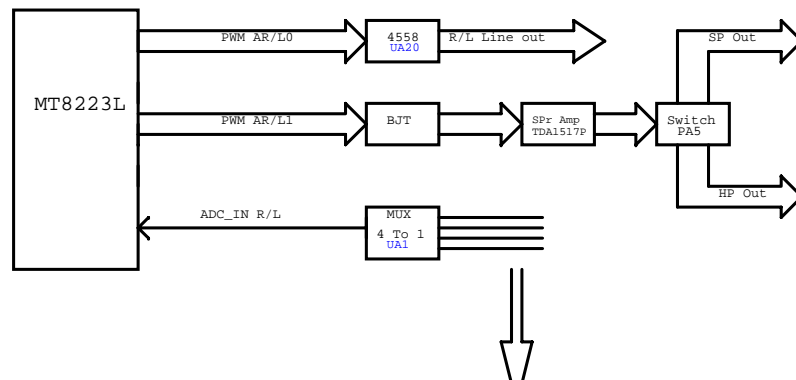 PWM AR/L0
4558
UA20
R/L Line out
SP Out
MT8223L
PWM AR/L1
BJT
SPr Amp
TDA1517P
Switch
PA5
HP Out
ADC_IN R/L
MUX
4 To 1
UA1